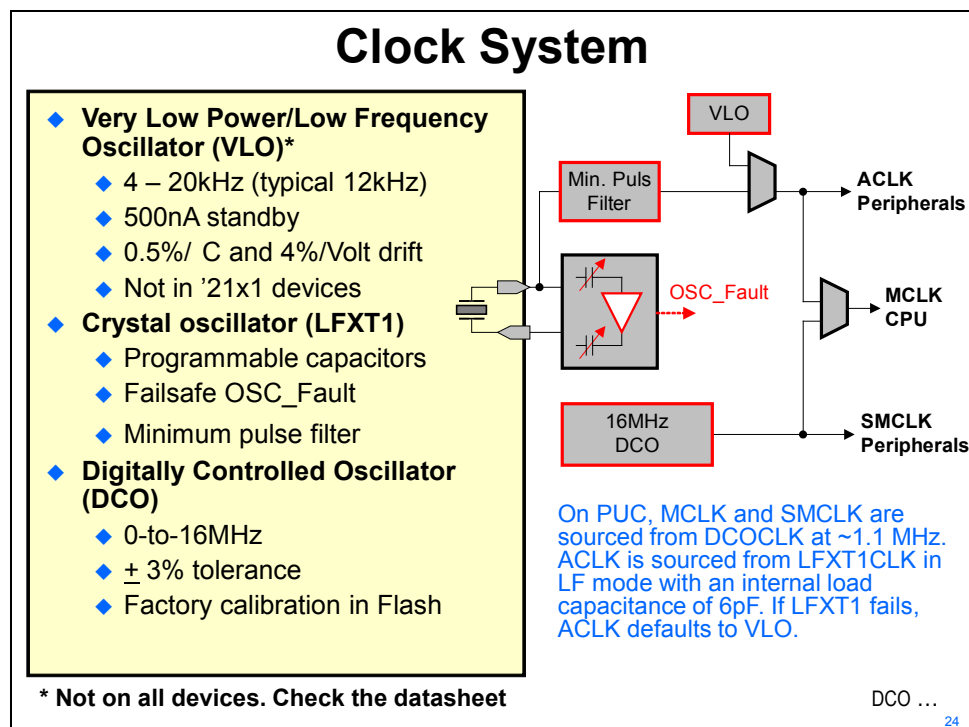 Clock System
◆ Very Low Power/Low Frequency
Oscillator (VLO)*
◆ 4 – 20kHz (typical 12kHz)
◆ 500nA standby
◆ 0.5%/ C and 4%/Volt drift
◆ Not in ’21x1 devices
◆ Crystal oscillator (LFXT1)
◆ Programmable capacitors
◆ Failsafe OSC_Fault
◆ Minimum pulse filter
◆ Digitally Controlled Oscillator
(DCO)
◆ 0-to-16MHz
◆ + 3% tolerance
◆ Factory calibration in Flash
VLO
Min. Puls
Filter
ACLK
Peripherals
OSC_Fault
MCLK
CPU
16MHz
DCO
SMCLK
Peripherals
On PUC, MCLK and SMCLK are
sourced from DCOCLK at ~1.1 MHz.
ACLK is sourced from LFXT1CLK in
LF mode with an internal load
capacitance of 6pF. If LFXT1 fails,
ACLK defaults to VLO.
* Not on all devices. Check the datasheet
DCO …
24